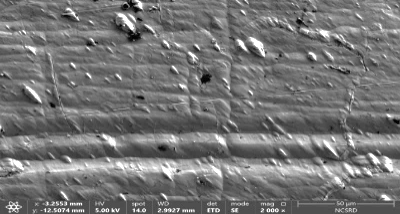 x: -3.2553 mm HV spot WD det mode mag 50 µm
y: -12.5074 mm 5.00 kV 14.0 2.9927 mm ETD SE 2 000 x NCSRD